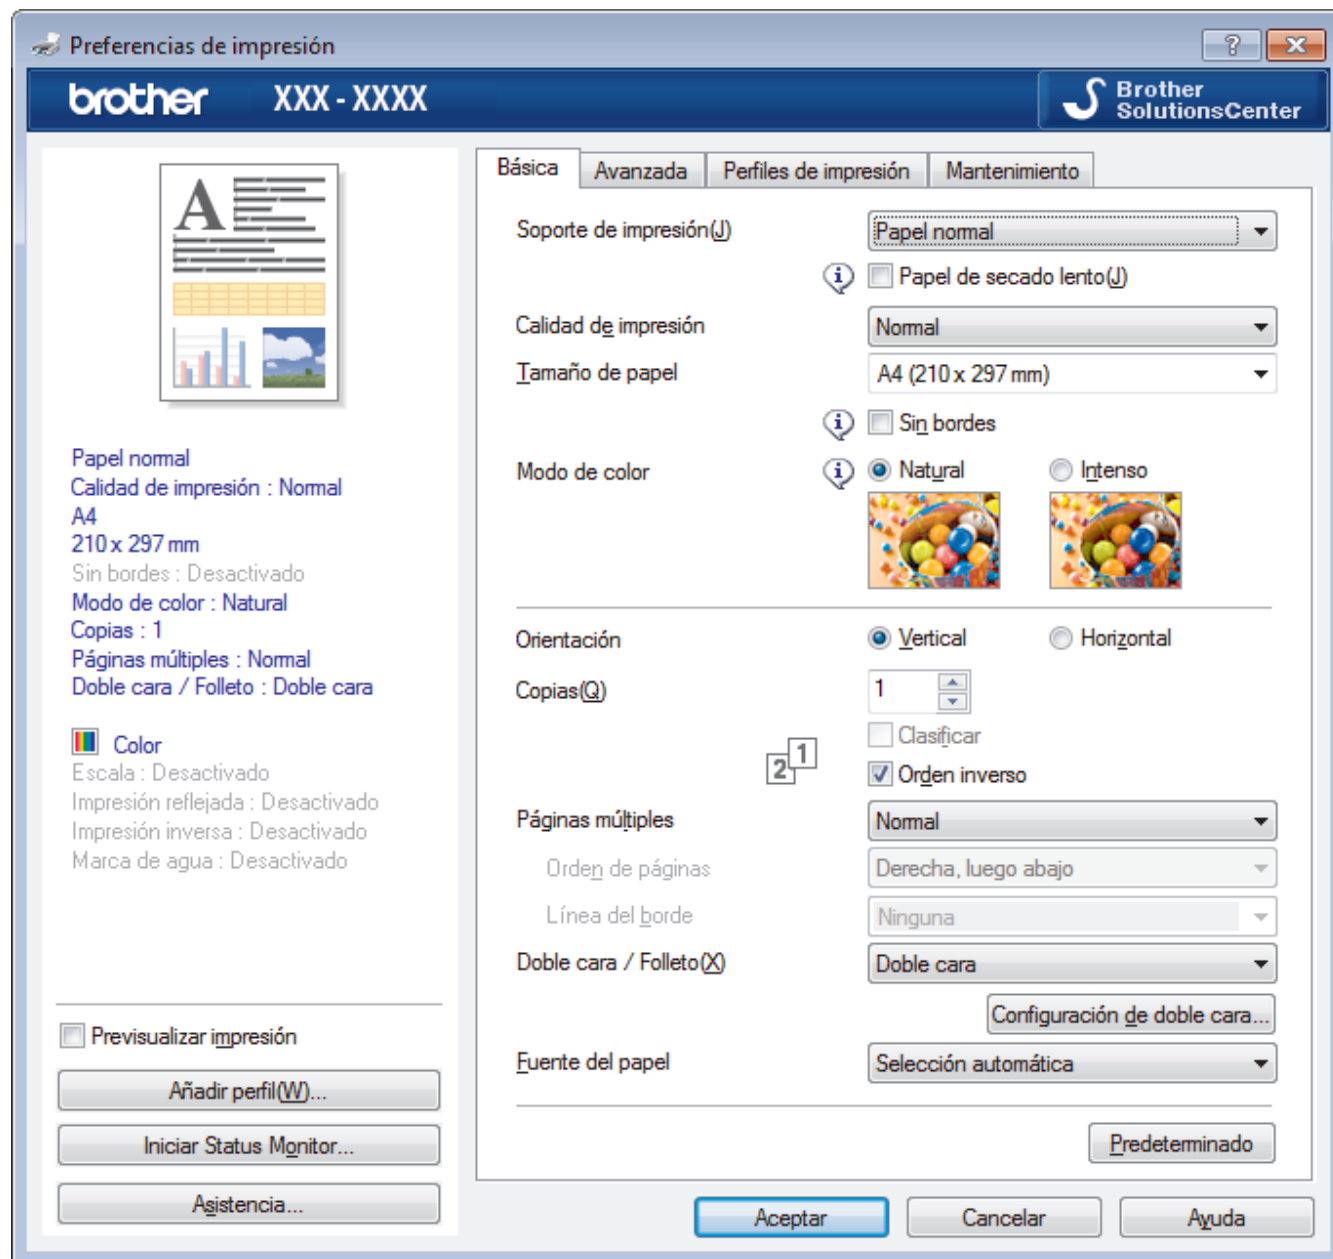 Preferencias de impresión
brother XXX - XXXX
Brother
SolutionsCenter
A
Papel normal
Calidad de impresión : Normal
A4
210 x 297 mm
Sin bordes : Desactivado
Modo de color : Natural
Copias : 1
Páginas múltiples : Normal
Doble cara / Folleto : Doble cara
Color
Escala : Desactivado
Impresión reflejada : Desactivado
Impresión inversa : Desactivado
Marca de agua : Desactivado
Previsualizar impresión
Añadir perfil(W)...
Iniciar Status Monitor...
Asistencia...
Básica Avanzada Perfiles de impresión Mantenimiento
Soporte de impresión(J) Papel normal
Papel de secado lento(J)
Calidad de impresión Normal
Tamaño de papel A4 (210 x 297 mm)
Sin bordes
Modo de color Natural Intenso
Orientación Vertical Horizontal
Copias(Q) 1
Clasificar
2 1 Orden inverso
Páginas múltiples Normal
Orden de páginas Derecha, luego abajo
Línea del borde Ninguna
Doble cara / Folleto(X) Doble cara
Configuración de doble cara...
Fuente del papel Selección automática
Predeterminado
Aceptar Cancelar Ayuda